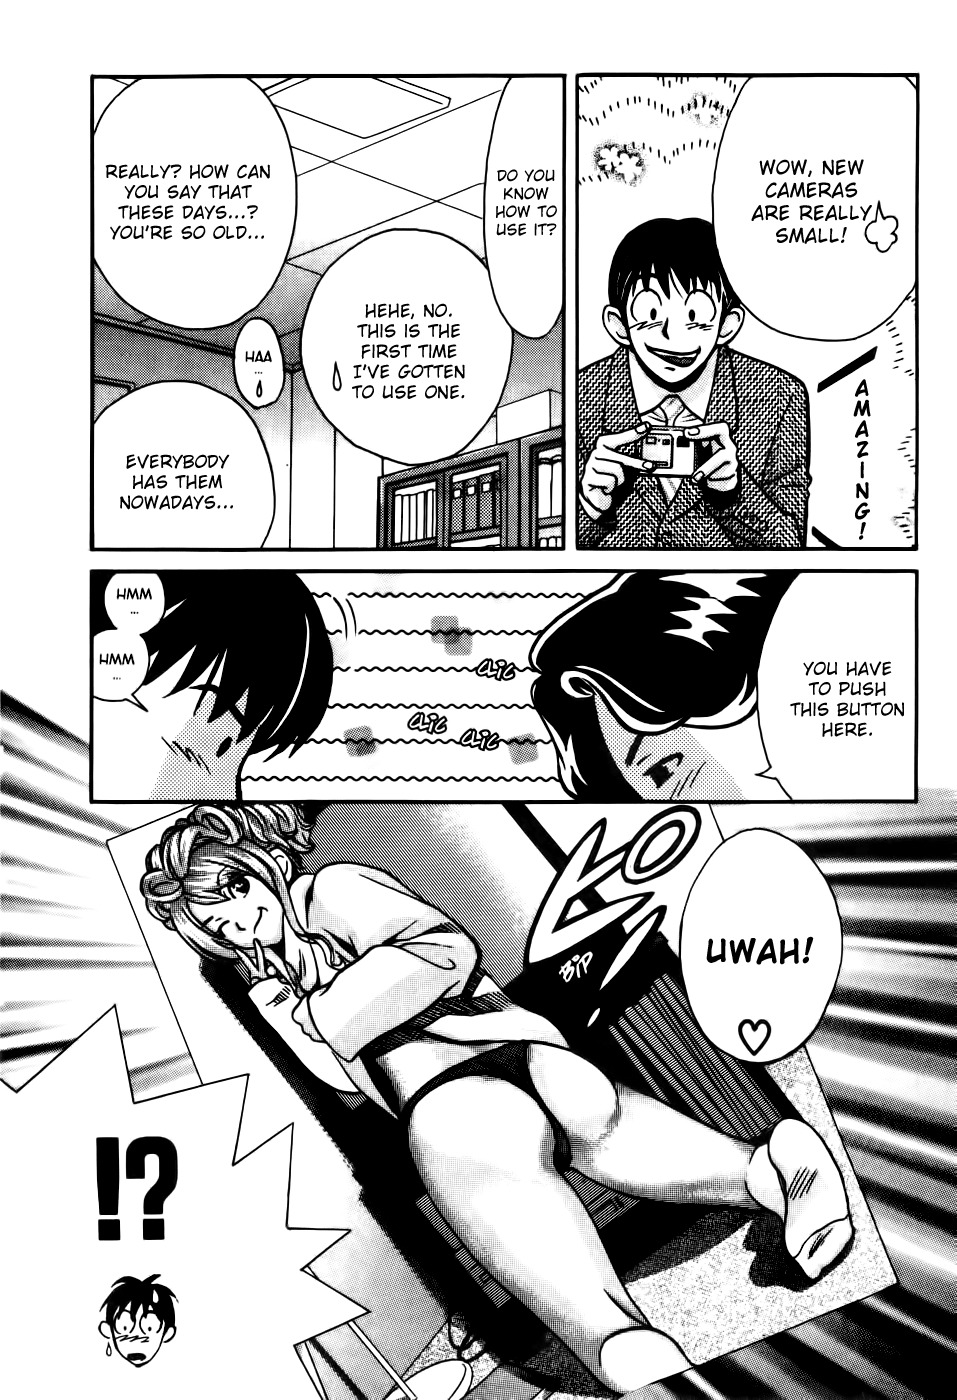 WOW, NEW
CAMERAS
ARE REALLY
SMALL!
AMAZING!
DO YOU
KNOW
HOW TO
USE IT?
HEHE, NO.
THIS IS THE
FIRST TIME
I'VE GOTTEN
TO USE ONE.
REALLY? HOW CAN
YOU SAY THAT
THESE DAYS...?
YOU'RE SO OLD...
HAA
...
EVERYBODY
HAS THEM
NOWADAYS...
YOU HAVE
TO PUSH
THIS BUTTON
HERE.
CLIC
CLIC
CLIC
HMM
...
HMM
...
UWAH!
♡
ピロッ
BIP
!?